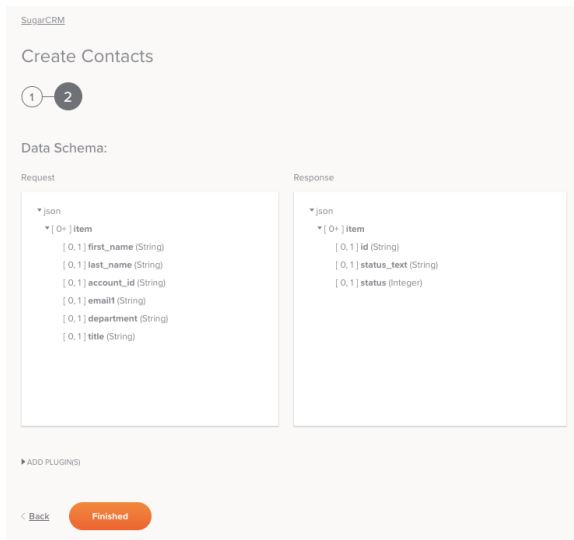 SugarCRM
Create Contacts
1 2
Data Schema:
Request
json
[ 0+ ] item
[ 0, 1 ] first_name (String)
[ 0, 1 ] last_name (String)
[ 0, 1 ] account_id (String)
[ 0, 1 ] email1 (String)
[ 0, 1 ] department (String)
[ 0, 1 ] title (String)
Response
json
[ 0+ ] item
[ 0, 1 ] id (String)
[ 0, 1 ] status_text (String)
[ 0, 1 ] status (Integer)
ADD PLUGIN(S)
< Back
Finished